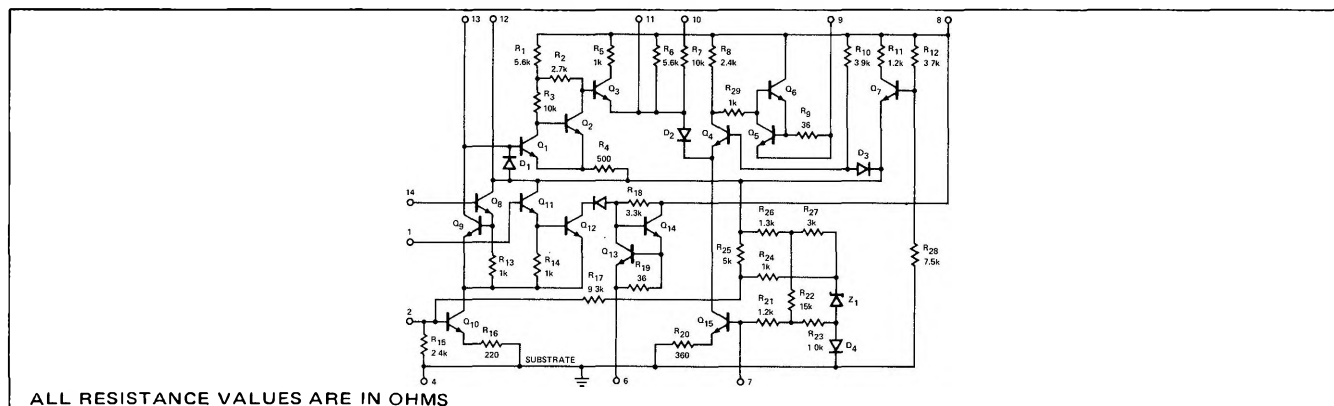 13 12 11 10 9 8
R1 5.6k
R2 2.7k
R5 1k
R6 5.6k
R7 10k
R8 2.4k
R10 3.9k
R11 1.2k
R12 3.7k
R3 10k
Q3
R29 1k
Q6
Q7
Q1
Q2
D2
Q4
Q5
R9 36
D1
R4 500
D3
14
Q8
Q11
R18 3.3k
Q9
Q12
Q14
R26 1.3k
R27 3k
1
Q13
R25 5k
R24 1k
R28 7.5k
R13 1k
R14 1k
R19 36
R17 9.3k
R22 15k
Z1
2
Q10
R21 1.2k
Q15
R23 1.0k
D4
R15 2.4k
R16 220
R20 360
SUBSTRATE
4 6 7
ALL RESISTANCE VALUES ARE IN OHMS